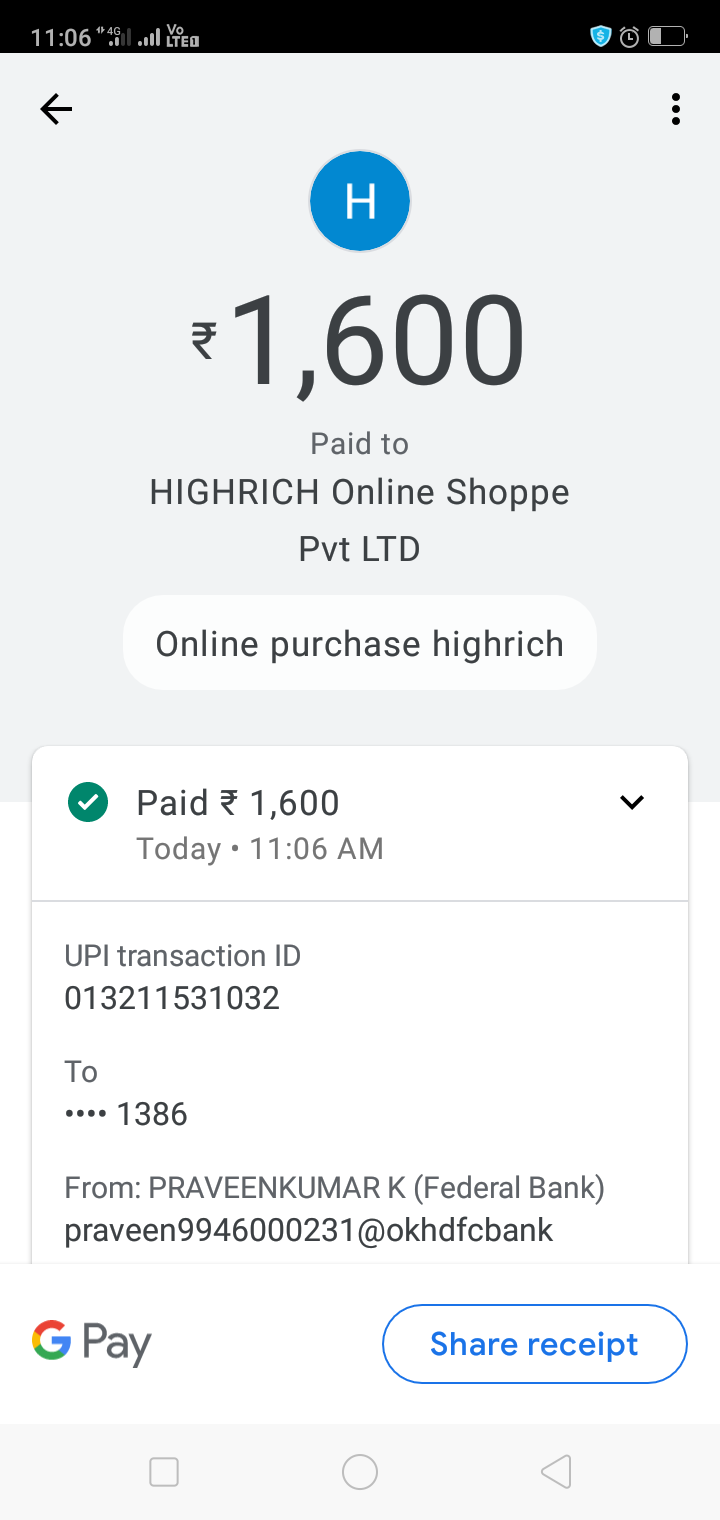 11:06 4G Vo LTE 1
H
₹1,600
Paid to
HIGHRICH Online Shoppe
Pvt LTD
Online purchase highrich
Paid ₹ 1,600
Today • 11:06 AM
UPI transaction ID
013211531032
To
•••• 1386
From: PRAVEENKUMAR K (Federal Bank)
praveen9946000231@okhdfcbank
G Pay
Share receipt